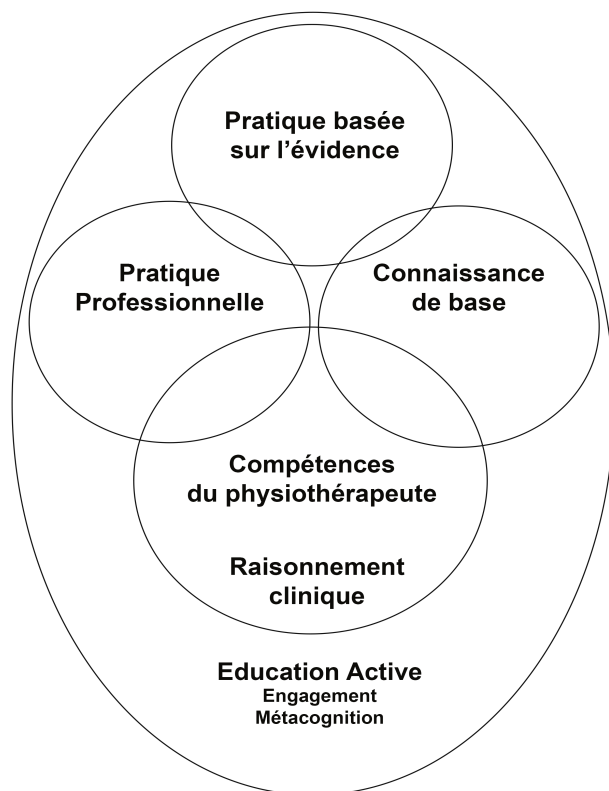 Pratique basée
sur l'évidence
Pratique
Professionnelle
Connaissance
de base
Compétences
du physiothérapeute
Raisonnement
clinique
Education Active
Engagement
Métacognition